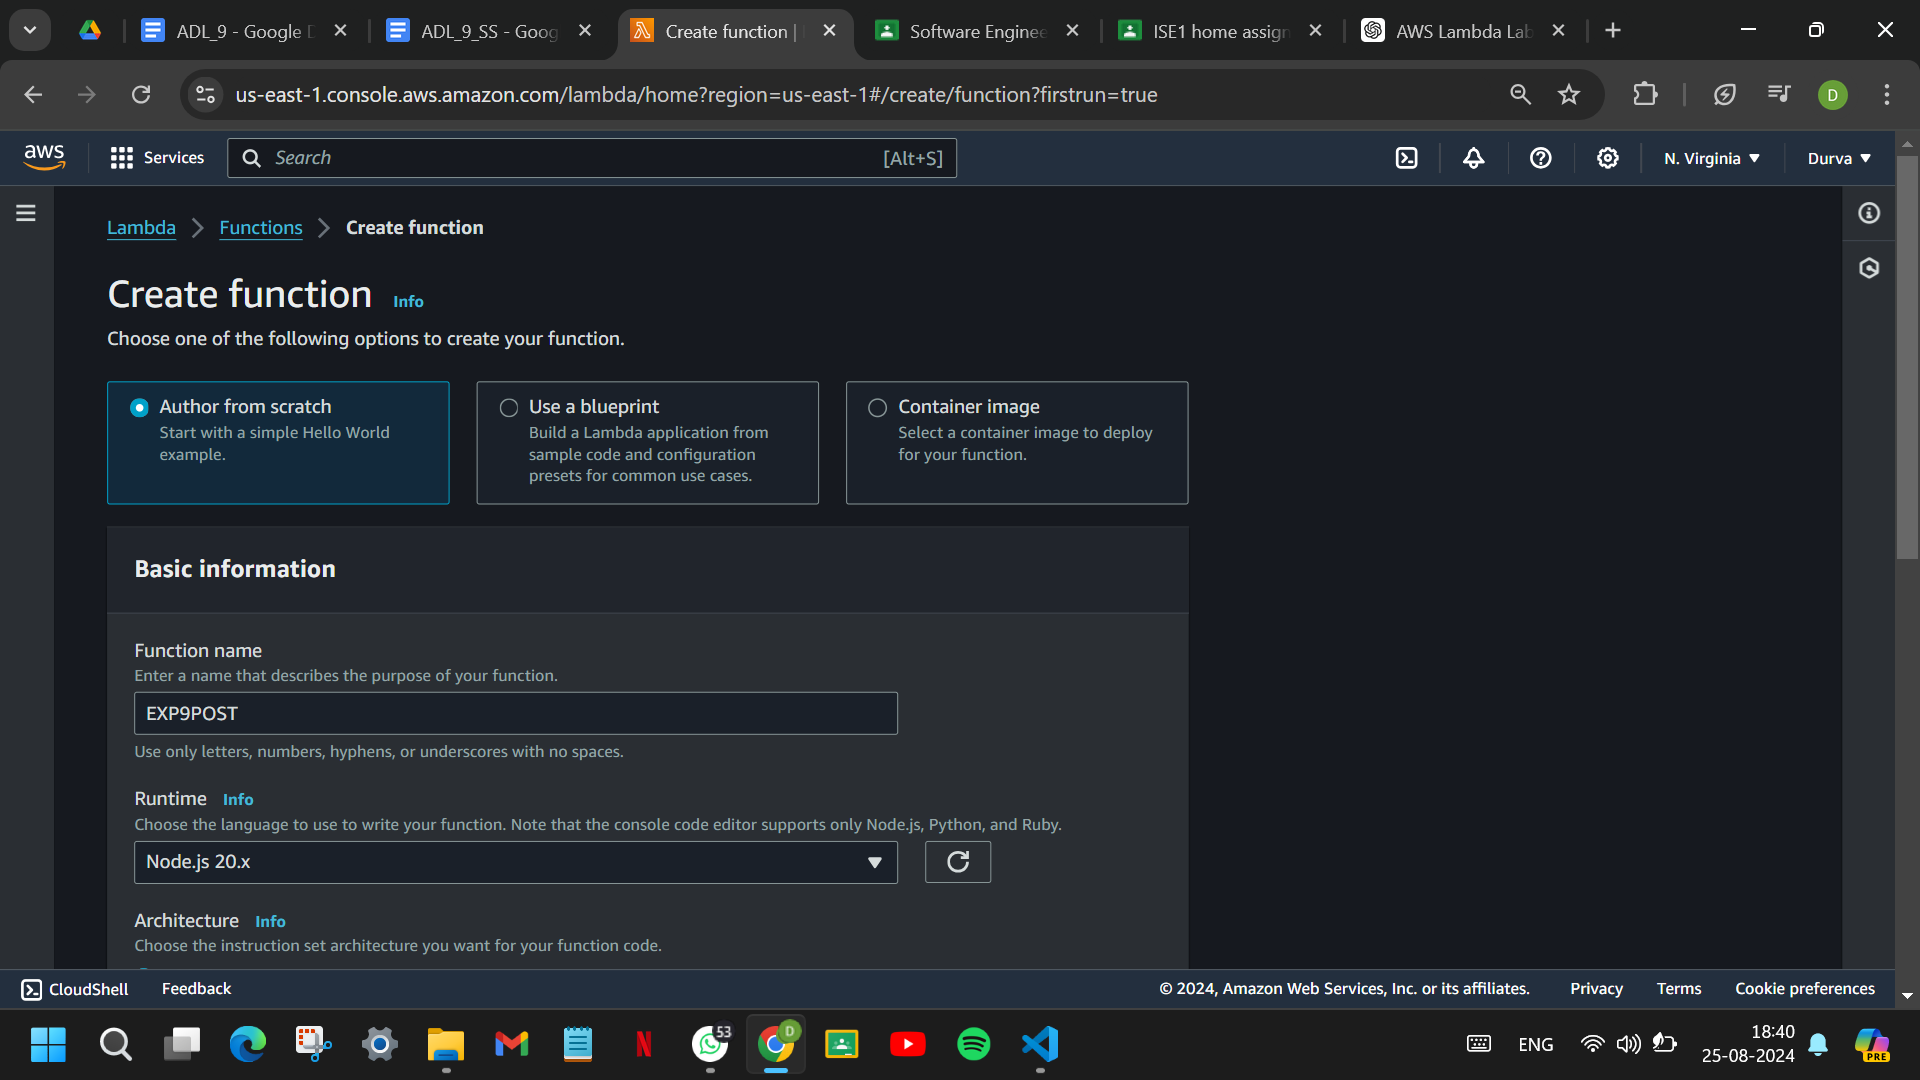 ADL_9 - Google D
ADL_9_SS - Goog
Create function |
Software Enginee
ISE1 home assign
AWS Lambda Lab
us-east-1.console.aws.amazon.com/lambda/home?region=us-east-1#/create/function?firstrun=true
D
aws
Services
Search
[Alt+S]
N. Virginia
Durva
Lambda
Functions
Create function
Create function
Info
Choose one of the following options to create your function.
Author from scratch
Start with a simple Hello World
example.
Use a blueprint
Build a Lambda application from
sample code and configuration
presets for common use cases.
Container image
Select a container image to deploy
for your function.
Basic information
Function name
Enter a name that describes the purpose of your function.
EXP9POST
Use only letters, numbers, hyphens, or underscores with no spaces.
Runtime Info
Choose the language to use to write your function. Note that the console code editor supports only Node.js, Python, and Ruby.
Node.js 20.x
Architecture Info
Choose the instruction set architecture you want for your function code.
CloudShell
Feedback
© 2024, Amazon Web Services, Inc. or its affiliates.
Privacy
Terms
Cookie preferences
53
D
ENG
18:40
25-08-2024
PRE